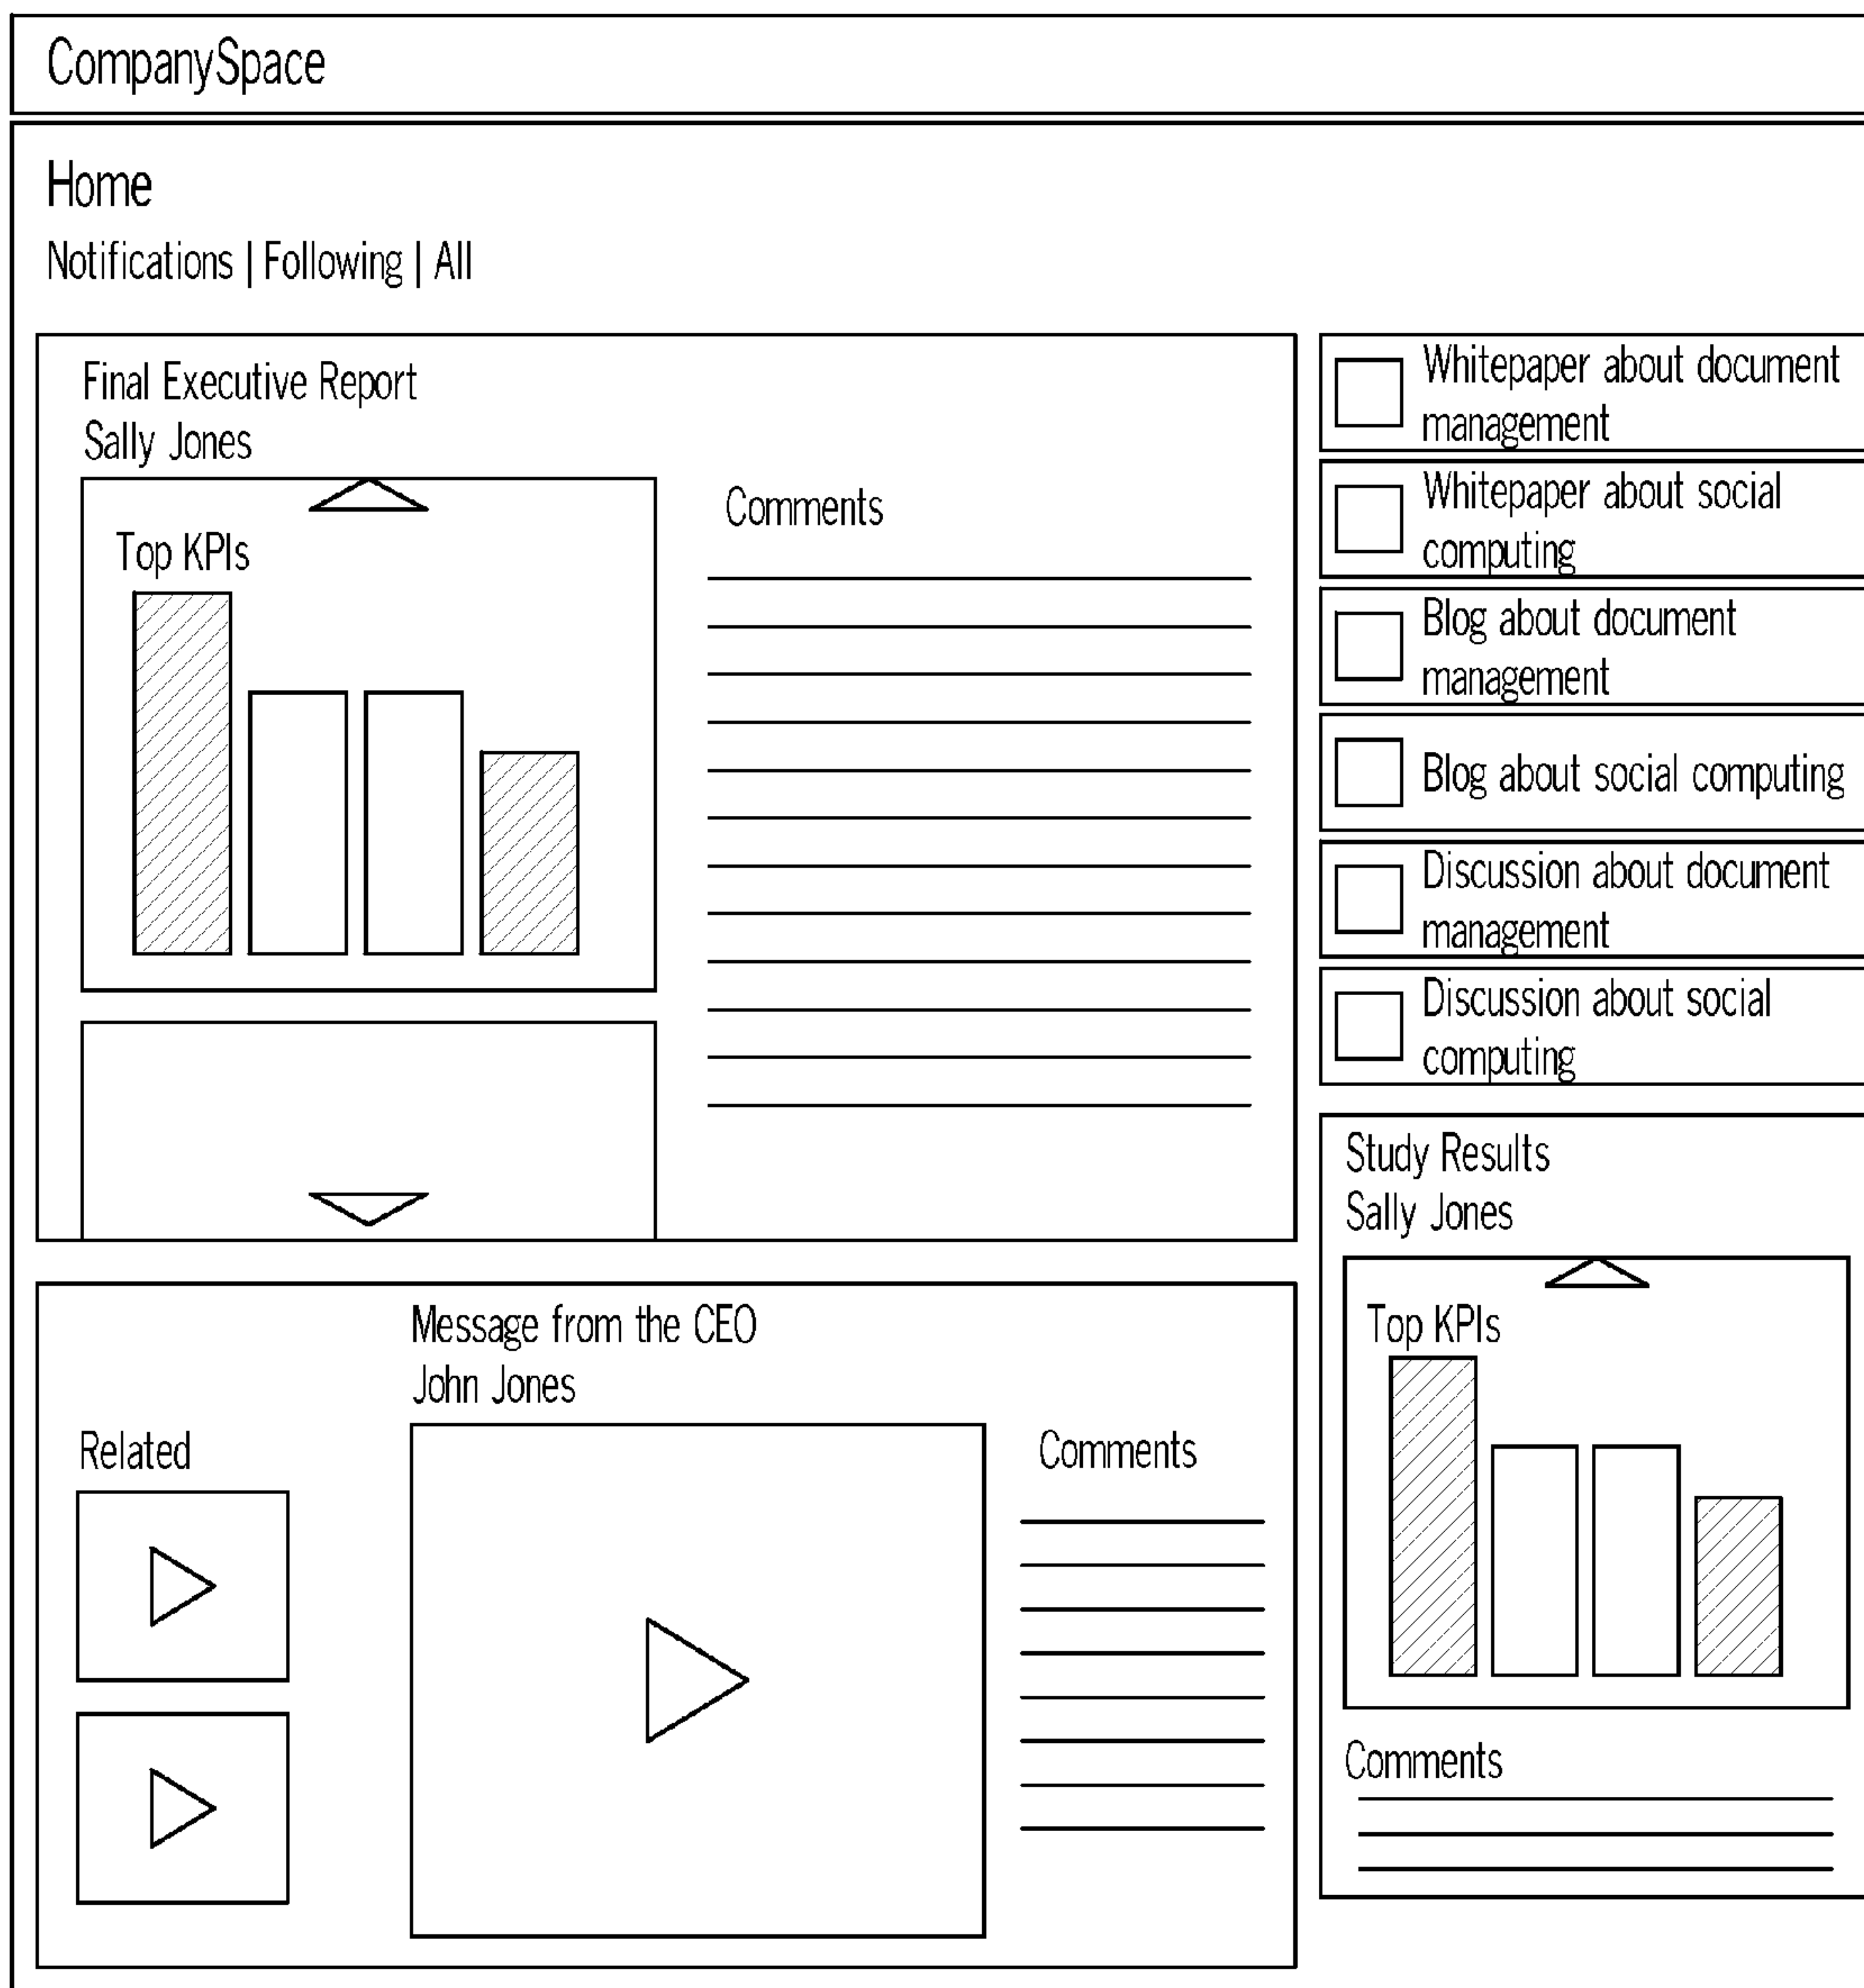 CompanySpace
Home
Notifications | Following | All
Final Executive Report
Sally Jones
Top KPIs
Comments
Whitepaper about document
management
Whitepaper about social
computing
Blog about document
management
Blog about social computing
Discussion about document
management
Discussion about social
computing
Message from the CEO
John Jones
Related
Comments
Study Results
Sally Jones
Top KPIs
Comments